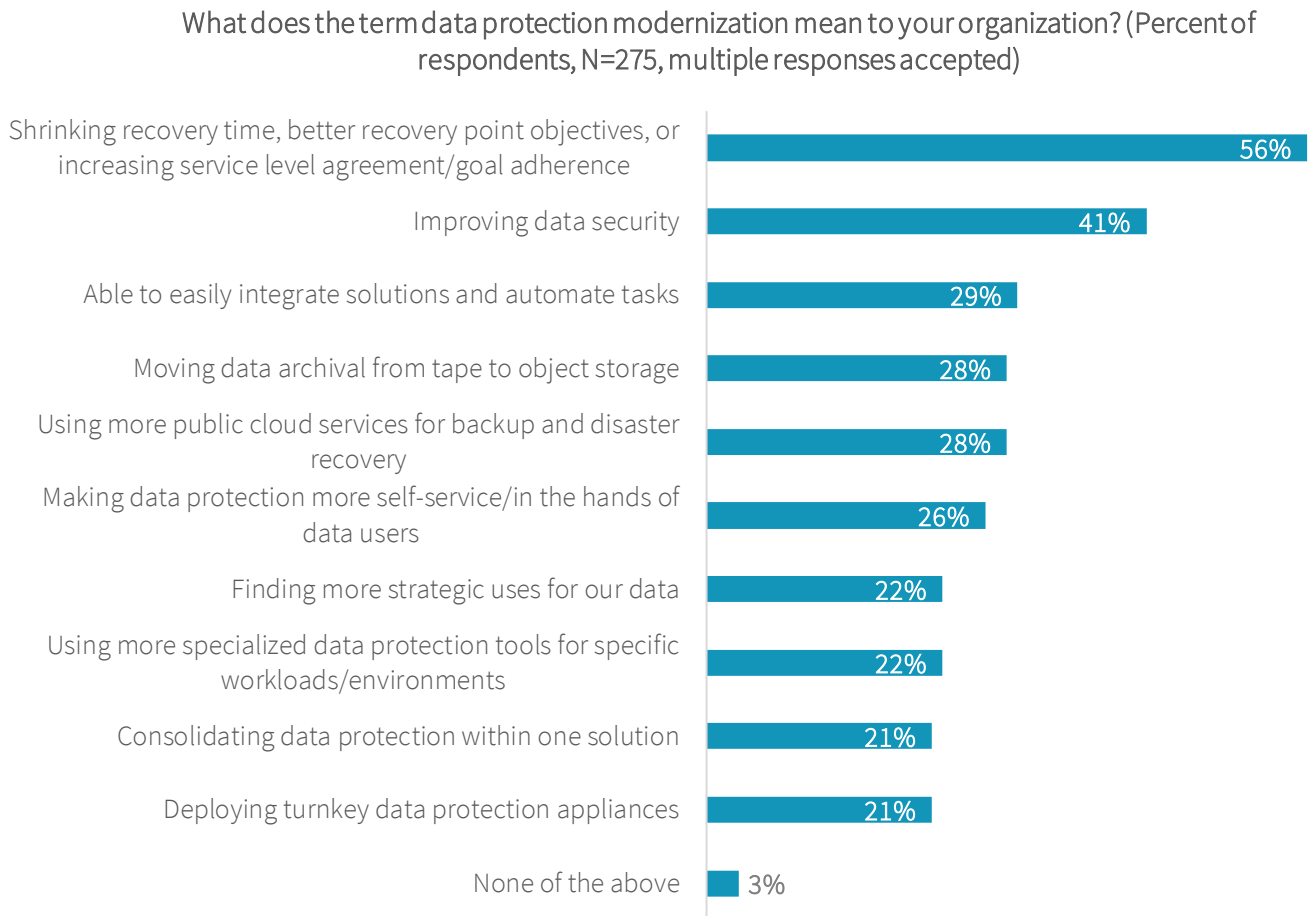 What does the term data protection modernization mean to your organization? (Percent of
respondents, N=275, multiple responses accepted)
Shrinking recovery time, better recovery point objectives, or
increasing service level agreement/goal adherence
56%
Improving data security
41%
Able to easily integrate solutions and automate tasks
29%
Moving data archival from tape to object storage
28%
Using more public cloud services for backup and disaster
recovery
28%
Making data protection more self-service/in the hands of
data users
26%
Finding more strategic uses for our data
22%
Using more specialized data protection tools for specific
workloads/environments
22%
Consolidating data protection within one solution
21%
Deploying turnkey data protection appliances
21%
None of the above
3%